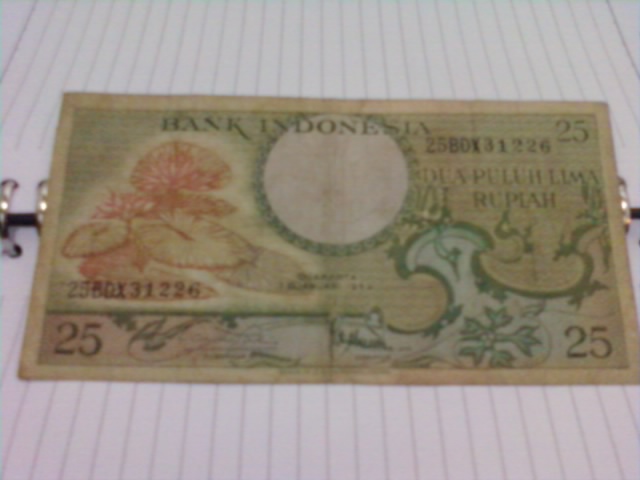 BANK INDONESIA
25
25BDX31226
DUA PULUH LIMA
RUPIAH
25BDX31226
25
25